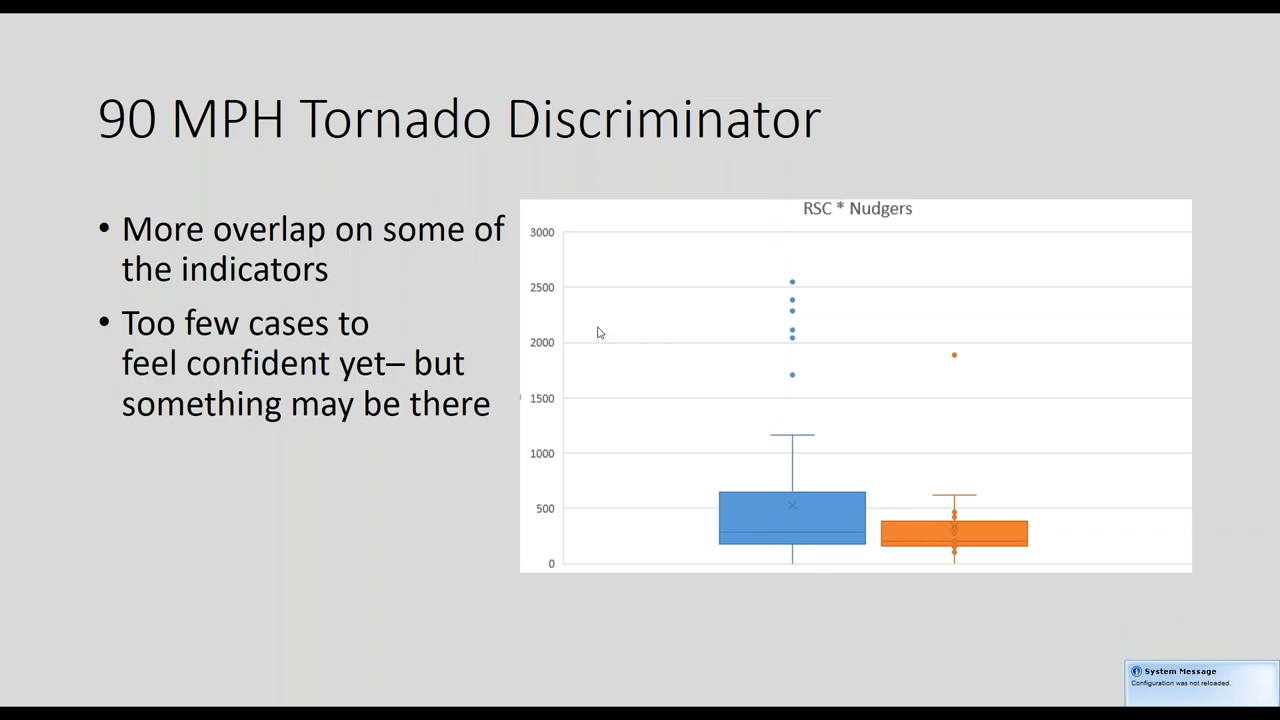 90 MPH Tornado Discriminator
• More overlap on some of
the indicators
• Too few cases to
feel confident yet– but
something may be there
RSC * Nudgers
3000
2500
2000
1500
1000
500
0
System Message
Configuration was not reloaded.